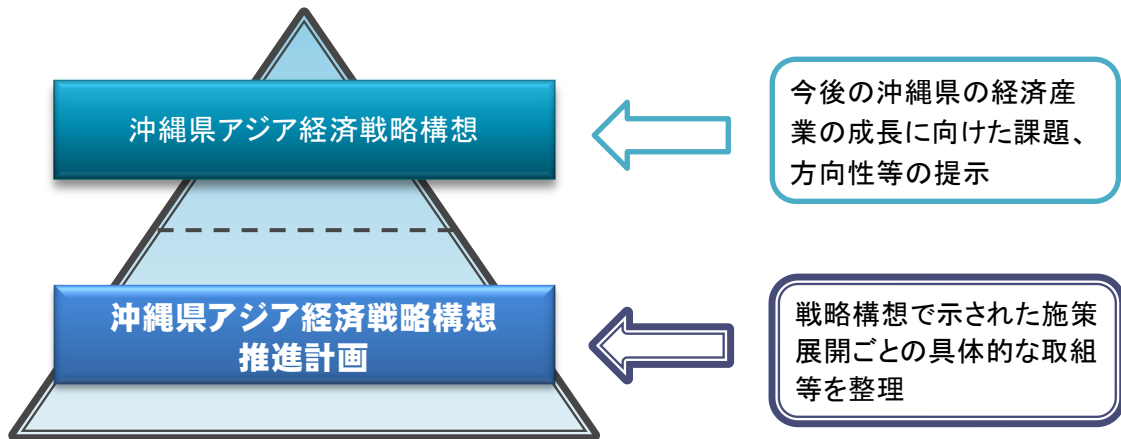 沖縄県アジア経済戦略構想
今後の沖縄県の経済産
業の成長に向けた課題、
方向性等の提示
沖縄県アジア経済戦略構想
推進計画
戦略構想で示された施策
展開ごとの具体的な取組
等を整理